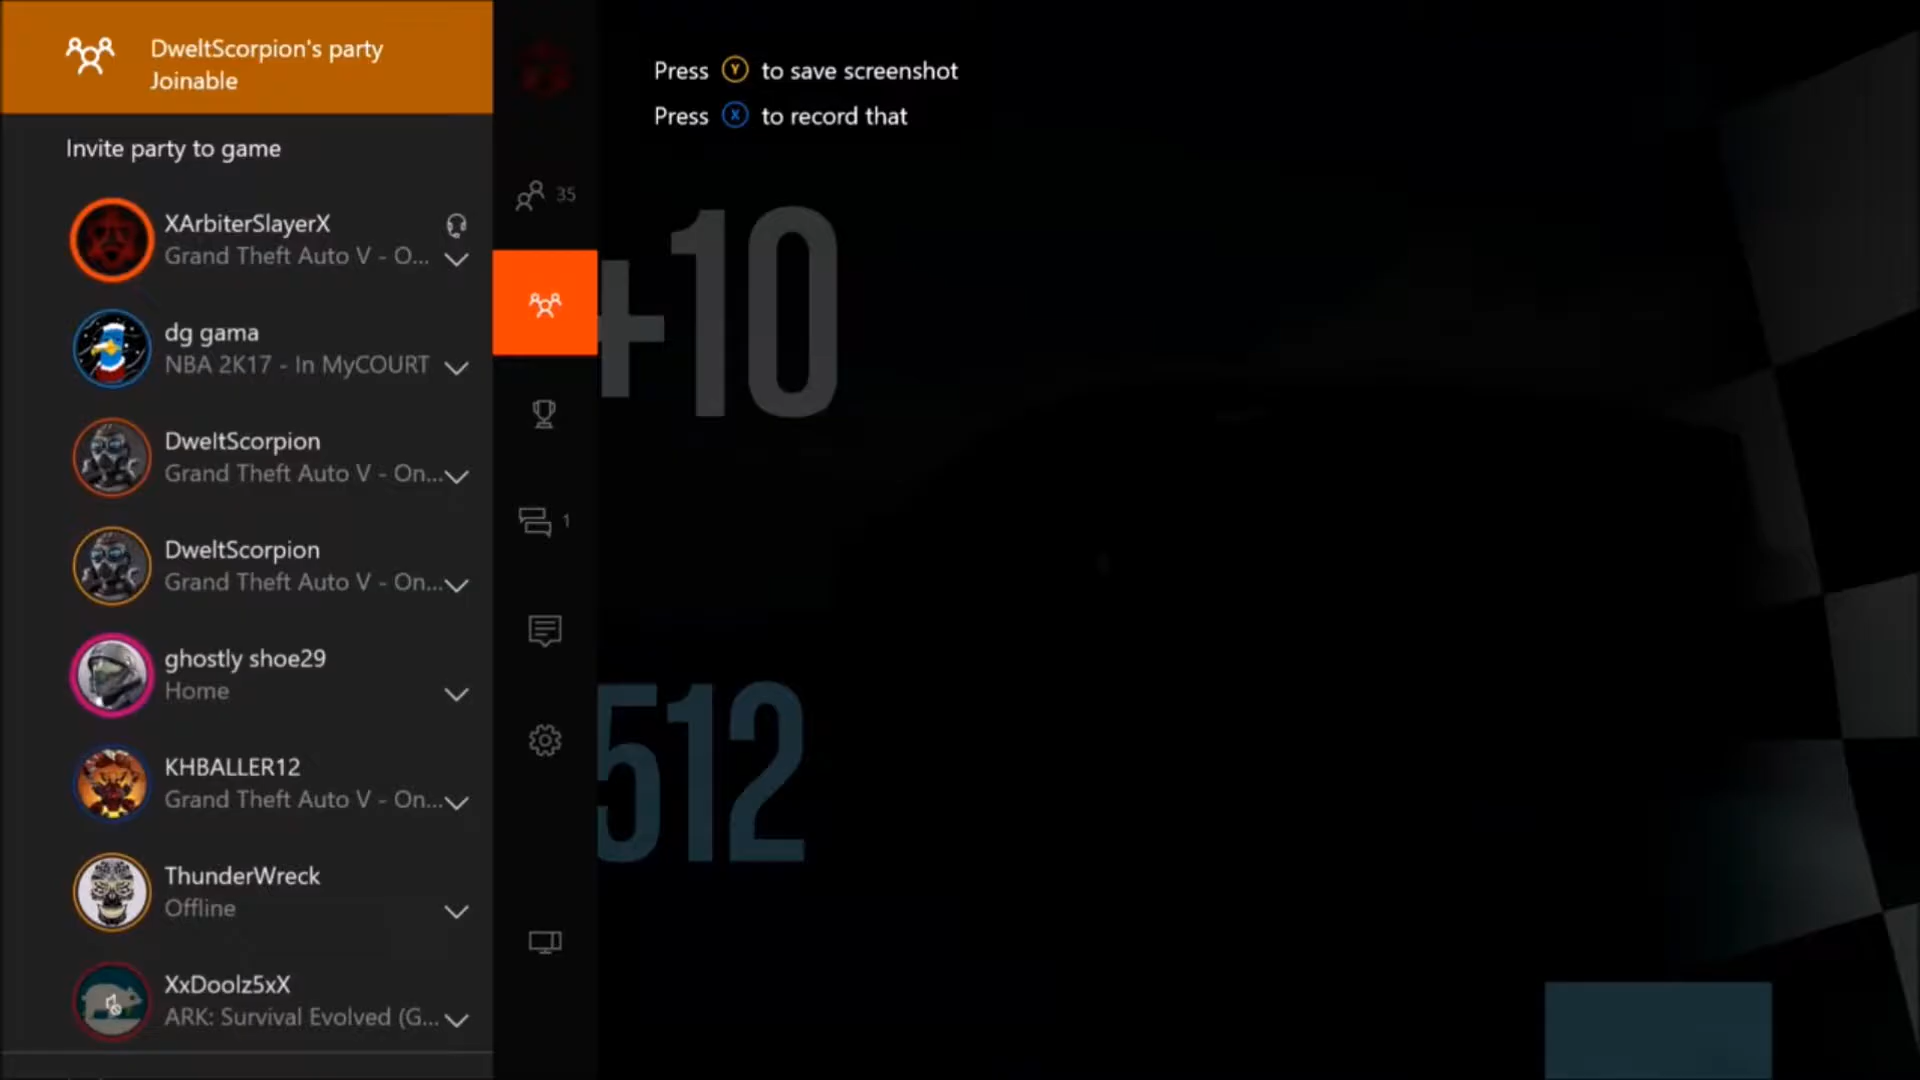 DweltScorpion's party
Joinable
Invite party to game
XArbiterSlayerX
Grand Theft Auto V - O...
dg gama
NBA 2K17 - In MyCOURT
DweltScorpion
Grand Theft Auto V - On...
DweltScorpion
Grand Theft Auto V - On...
ghostly shoe29
Home
KHBALLER12
Grand Theft Auto V - On...
ThunderWreck
Offline
XxDoolz5xX
ARK: Survival Evolved (G...
35
1
Press Y to save screenshot
Press X to record that
+10
512